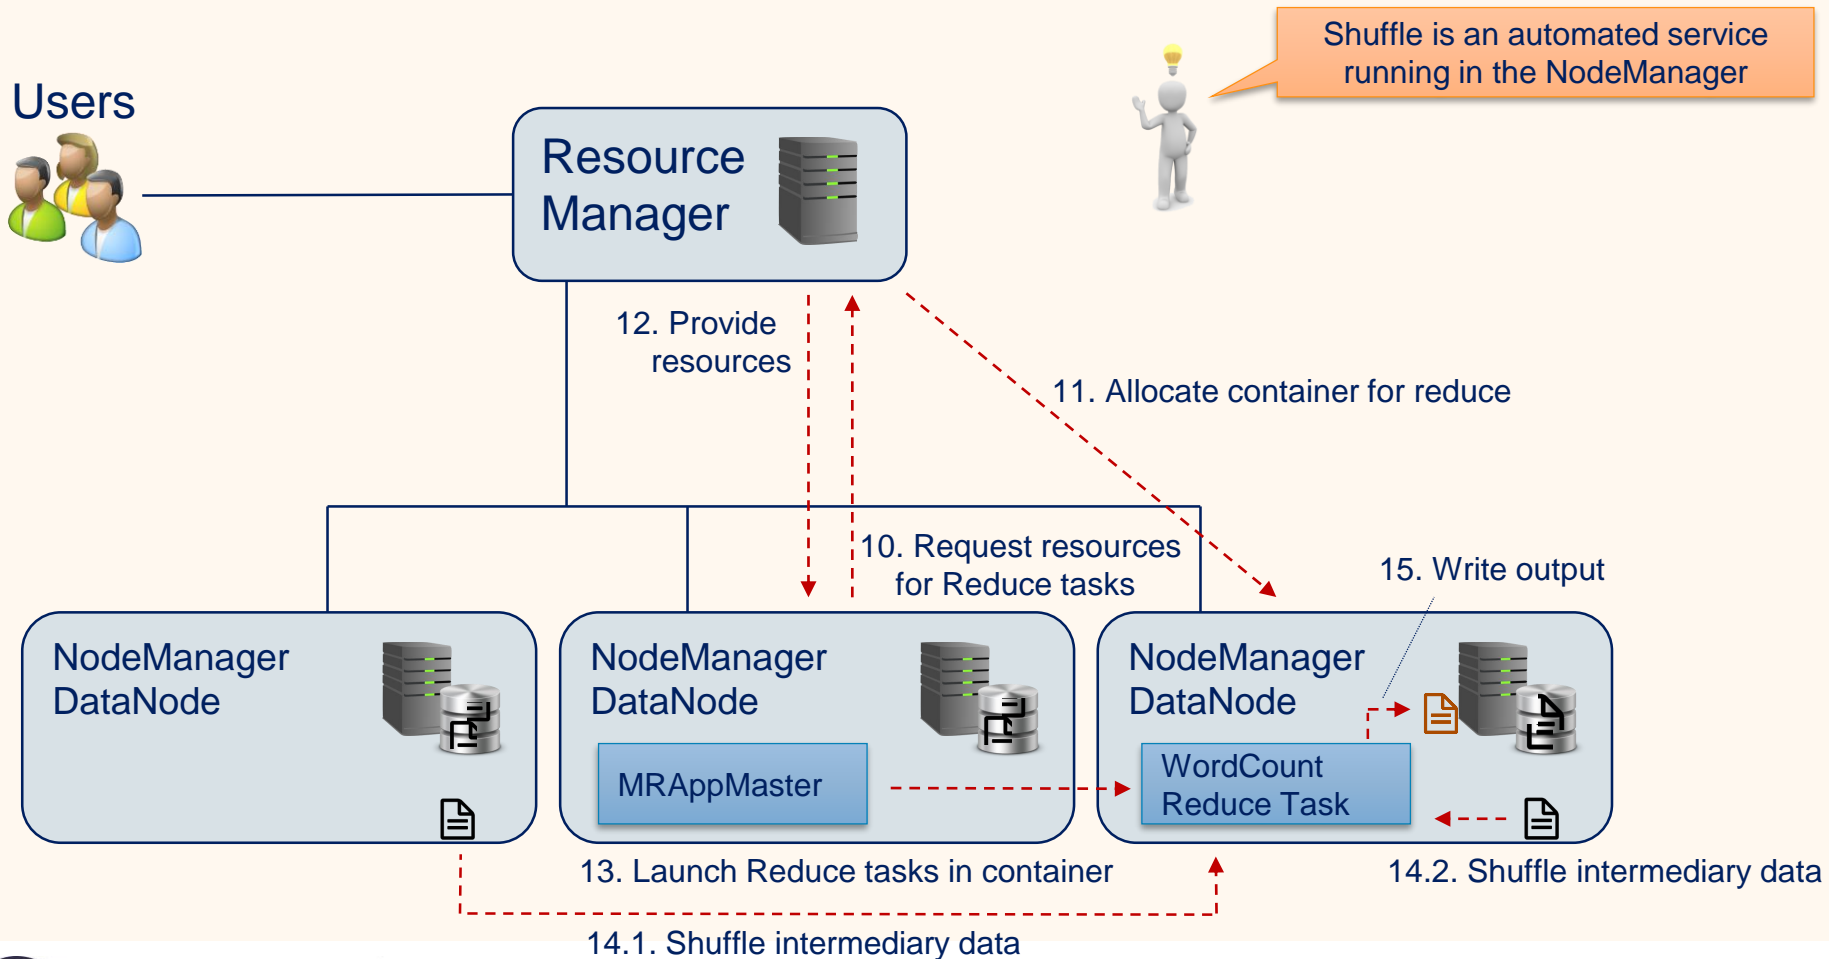 Shuffle is an automated service
running in the NodeManager
Users
Resource
Manager
12. Provide
resources
11. Allocate container for reduce
10. Request resources
for Reduce tasks
15. Write output
NodeManager
DataNode
NodeManager
DataNode
NodeManager
DataNode
MRAppMaster
WordCount
Reduce Task
13. Launch Reduce tasks in container
14.2. Shuffle intermediary data
14.1. Shuffle intermediary data